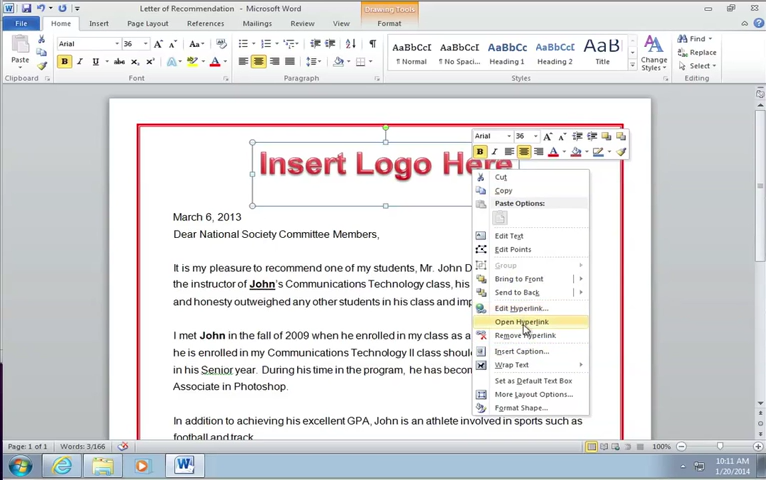 Letter of Recommendation - Microsoft Word
Drawing Tools
File Home Insert Page Layout References Mailings Review View Format
Paste
Arial 36
AaBbCcI AaBbCcI AaBbCc AaBbCc AaB
¶ Normal ¶ No Spaci... Heading 1 Heading 2 Title
Change Styles
Find
Replace
Select
Clipboard Font Paragraph Styles Editing
Arial 36
Insert Logo Here
Cut
Copy
Paste Options:
Edit Text
Edit Points
Group
Bring to Front
Send to Back
Edit Hyperlink...
Open Hyperlink
Remove Hyperlink
Insert Caption...
Wrap Text
Set as Default Text Box
More Layout Options...
Format Shape...
March 6, 2013
Dear National Society Committee Members,
It is my pleasure to recommend one of my students, Mr. John D
the instructor of John's Communications Technology class, his
and honesty outweighed any other students in his class and imp
I met John in the fall of 2009 when he enrolled in my class as a
he is enrolled in my Communications Technology II class shou
in his Senior year. During his time in the program, he has beco
Associate in Photoshop.
In addition to achieving his excellent GPA, John is an athlete involved in sports such as
football and track.
Page: 1 of 1 Words: 3/166 100%
10:11 AM
1/20/2014